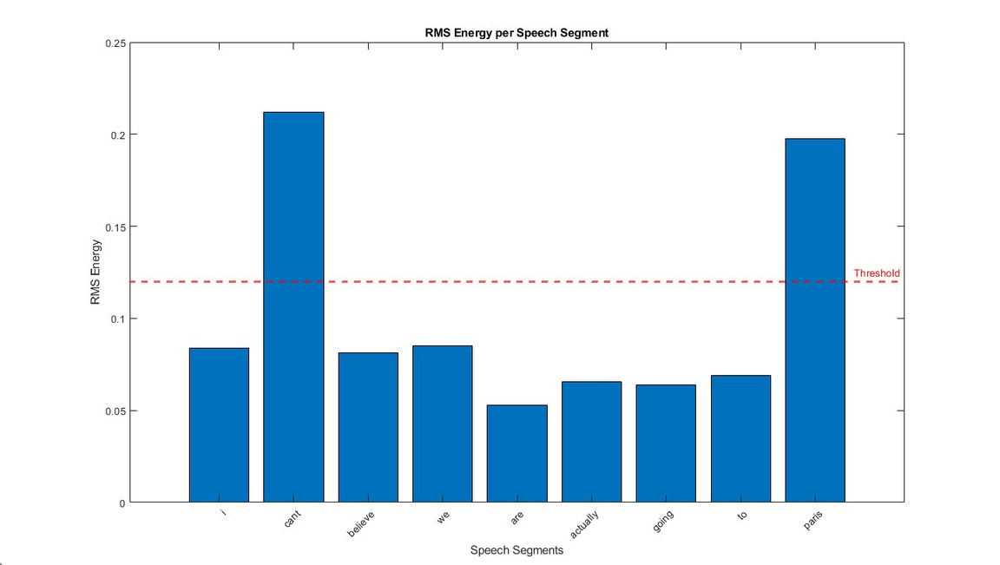 RMS Energy per Speech Segment
0.25
0.2
0.15
0.1
0.05
0
RMS Energy
Threshold
i
cant
believe
we
are
actually
going
to
paris
Speech Segments